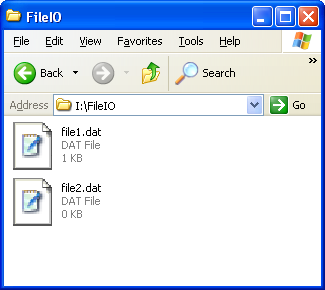 FileIO
File Edit View Favorites Tools Help
»
Back Search »
Address I:\FileIO Go
file1.dat
DAT File
1 KB
file2.dat
DAT File
0 KB